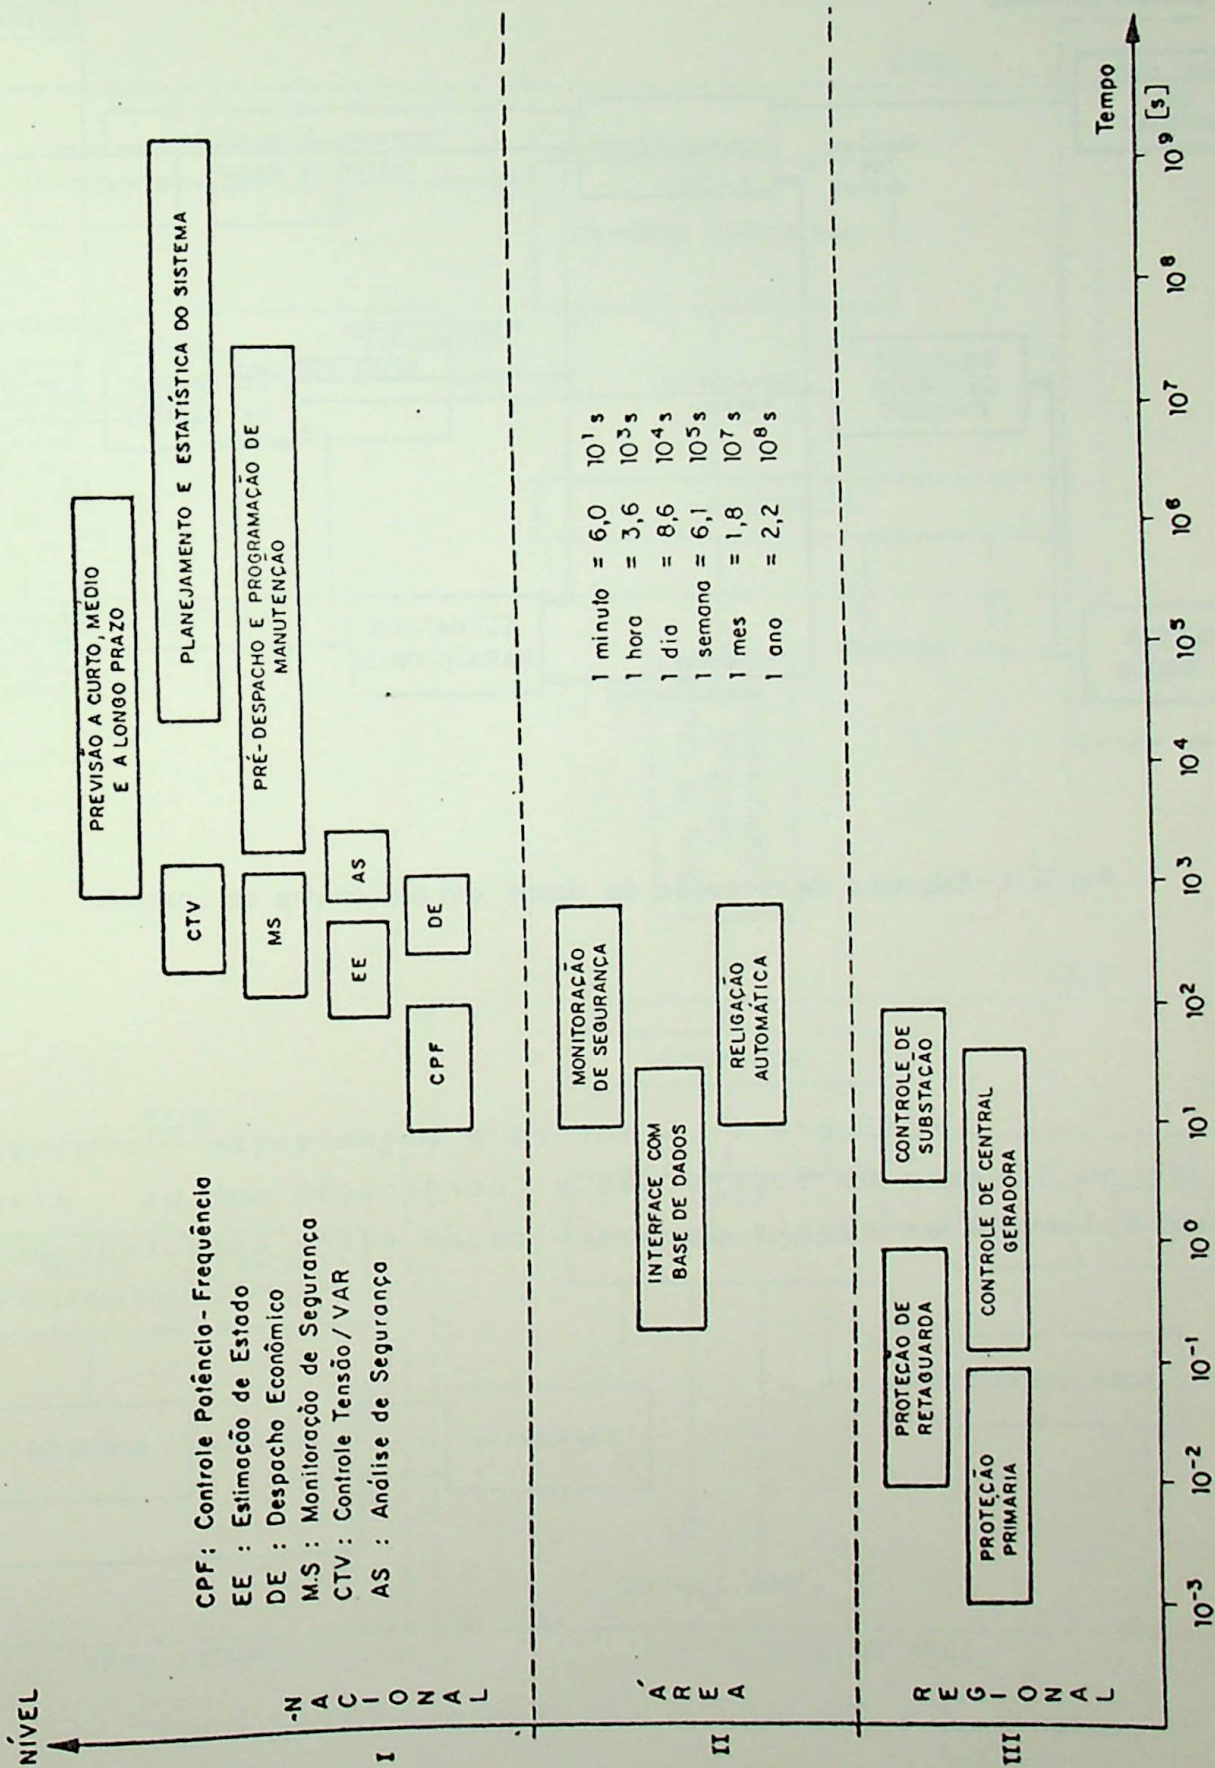 NÍVEL
I
NACIONAL
PREVISÃO A CURTO, MÉDIO
E A LONGO PRAZO
CTV
PLANEJAMENTO E ESTATÍSTICA DO SISTEMA
MS
PRÉ-DESPACHO E PROGRAMAÇÃO DE
MANUTENÇÃO
EE
AS
CPF
DE
CPF : Controle Potência-Frequência
EE : Estimação de Estado
DE : Despacho Econômico
M.S : Monitoração de Segurança
CTV : Controle Tensão/VAR
AS : Análise de Segurança
II
ÁREA
MONITORAÇÃO
DE SEGURANÇA
INTERFACE COM
BASE DE DADOS
RELIGAÇÃO
AUTOMÁTICA
1 minuto = 6,0 10¹ s
1 hora = 3,6 10³ s
1 dia = 8,6 10⁴ s
1 semana = 6,1 10⁵ s
1 mes = 1,8 10⁷ s
1 ano = 2,2 10⁸ s
III
REGIONAL
PROTEÇÃO DE
RETAGUARDA
CONTROLE DE
SUBSTAÇÃO
PROTEÇÃO
PRIMARIA
CONTROLE DE CENTRAL
GERADORA
Tempo
10⁻³ 10⁻² 10⁻¹ 10⁰ 10¹ 10² 10³ 10⁴ 10⁵ 10⁶ 10⁷ 10⁸ 10⁹ [s]